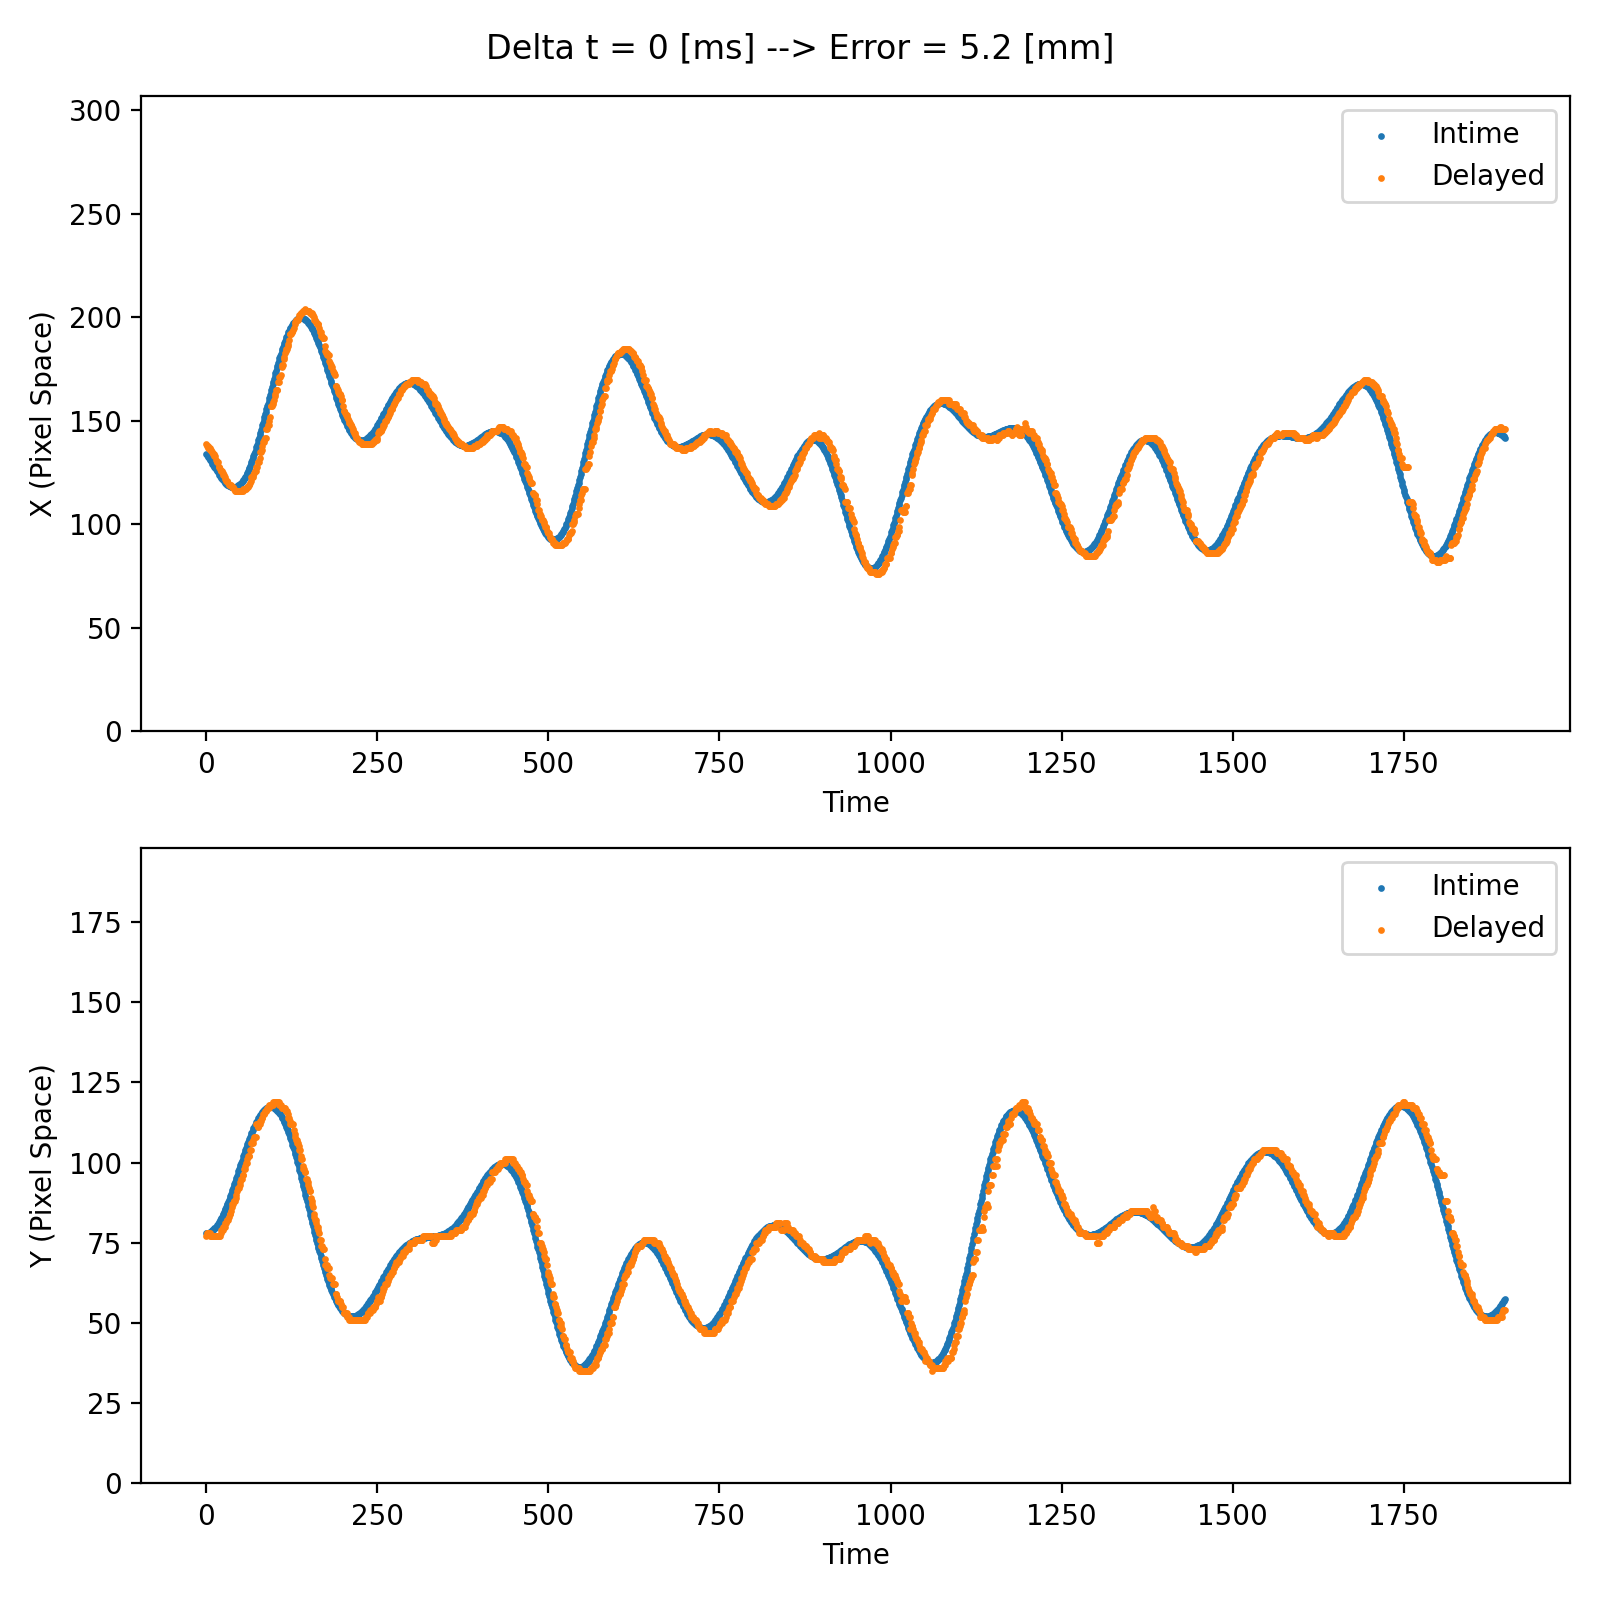 Delta t = 0 [ms] --> Error = 5.2 [mm]
300
250
200
150
100
50
0
X (Pixel Space)
Intime
Delayed
0 250 500 750 1000 1250 1500 1750
Time
175
150
125
100
75
50
25
0
Y (Pixel Space)
Intime
Delayed
0 250 500 750 1000 1250 1500 1750
Time